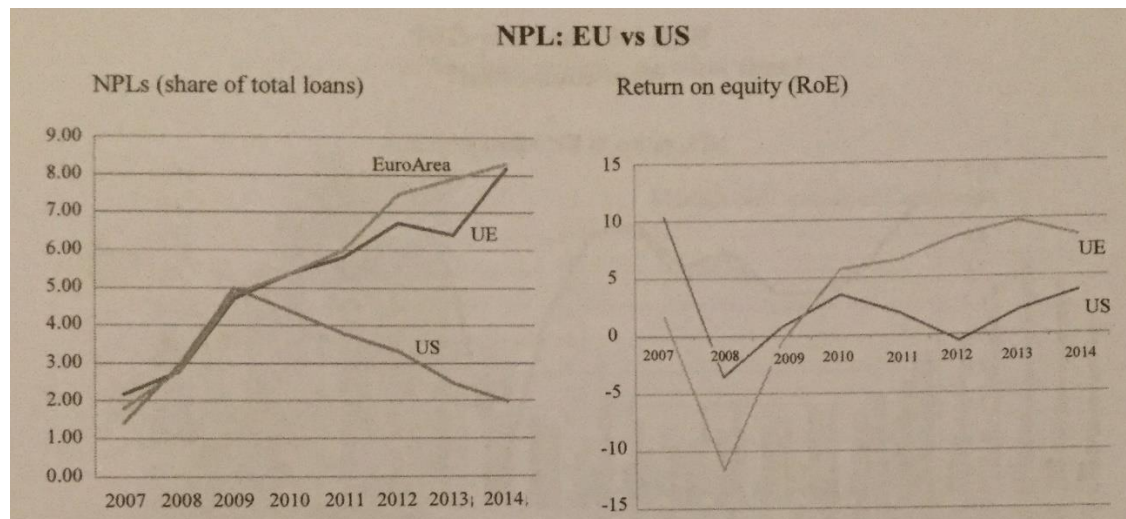 NPL: EU vs US
NPLs (share of total loans)
9.00
8.00
7.00
6.00
5.00
4.00
3.00
2.00
1.00
0.00
EuroArea
UE
US
2007 2008 2009 2010 2011 2012 2013; 2014.
Return on equity (RoE)
15
10
5
0
-5
-10
-15
UE
US
2007 2008 2009 2010 2011 2012 2013 2014